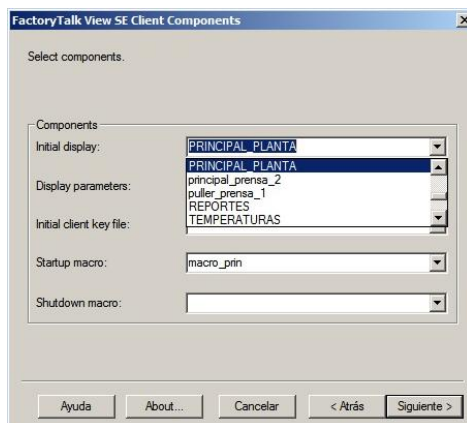 FactoryTalk View SE Client Components
Select components.
Components
Initial display:
PRINCIPAL_PLANTA
PRINCIPAL_PLANTA
principal_prensa_2
puller_prensa_1
REPORTES
TEMPERATURAS
Display parameters:
Initial client key file:
Startup macro:
macro_prin
Shutdown macro:
Ayuda
About...
Cancelar
< Atrás
Siguiente >